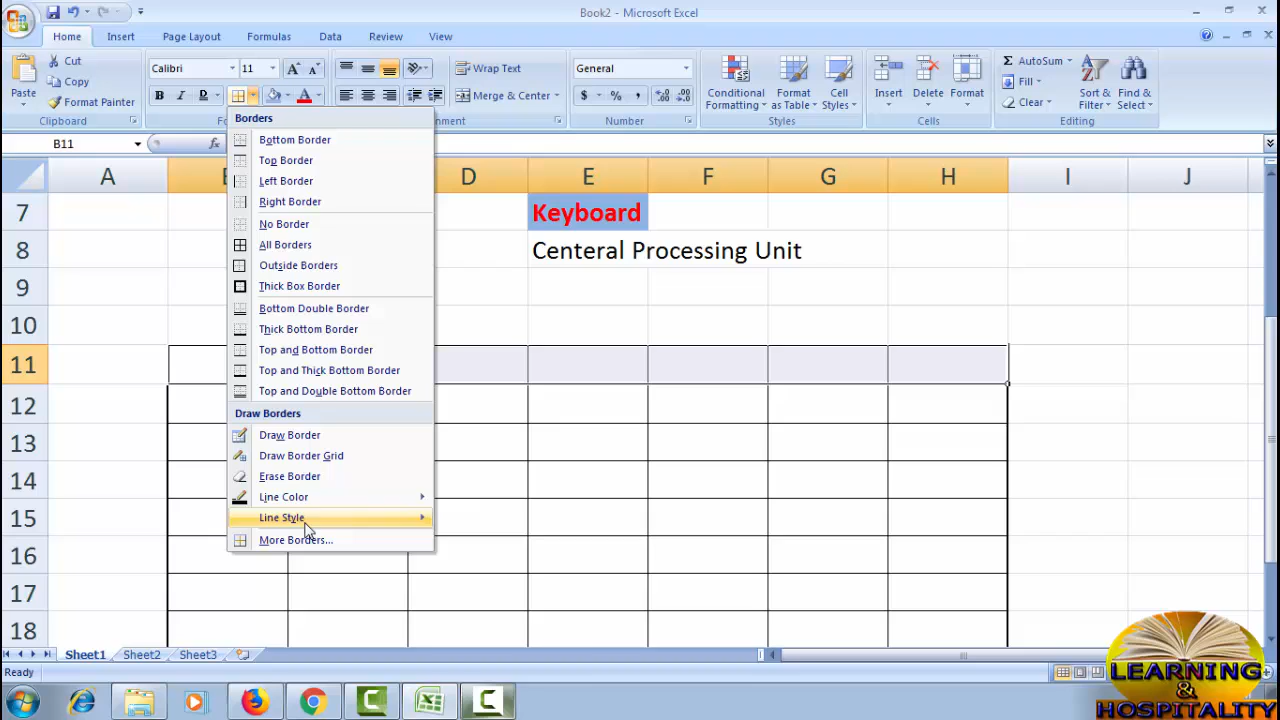 Book2 - Microsoft Excel
Home Insert Page Layout Formulas Data Review View
Cut
Copy
Format Painter
Paste
Clipboard
Calibri 11
B I U
Wrap Text
Merge & Center
General
$ % ,
Number
Conditional Formatting
Format as Table
Cell Styles
Styles
Insert Delete Format
Cells
AutoSum
Fill
Clear
Sort & Filter
Find & Select
Editing
B11 fx
Borders
Bottom Border
Top Border
Left Border
Right Border
No Border
All Borders
Outside Borders
Thick Box Border
Bottom Double Border
Thick Bottom Border
Top and Bottom Border
Top and Thick Bottom Border
Top and Double Bottom Border
Draw Borders
Draw Border
Draw Border Grid
Erase Border
Line Color
Line Style
More Borders...
A D E F G H I J
7 Keyboard
8 Centeral Processing Unit
9
10
11
12
13
14
15
16
17
18
Sheet1 Sheet2 Sheet3
Ready
LEARNING
&
HOSPITALITY